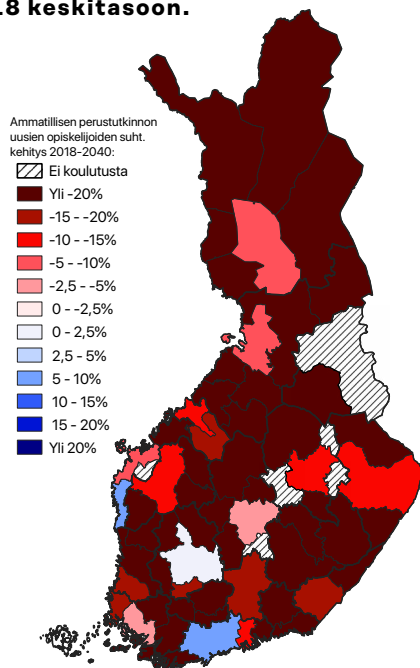 .8 keskitasoon.
Ammatillisen perustutkinnon
uusien opiskelijoiden suht.
kehitys 2018-2040:
Ei koulutusta
Yli -20%
-15 - -20%
-10 - -15%
-5 - -10%
-2,5 - -5%
0 - -2,5%
0 - 2,5%
2,5 - 5%
5 - 10%
10 - 15%
15 - 20%
Yli 20%